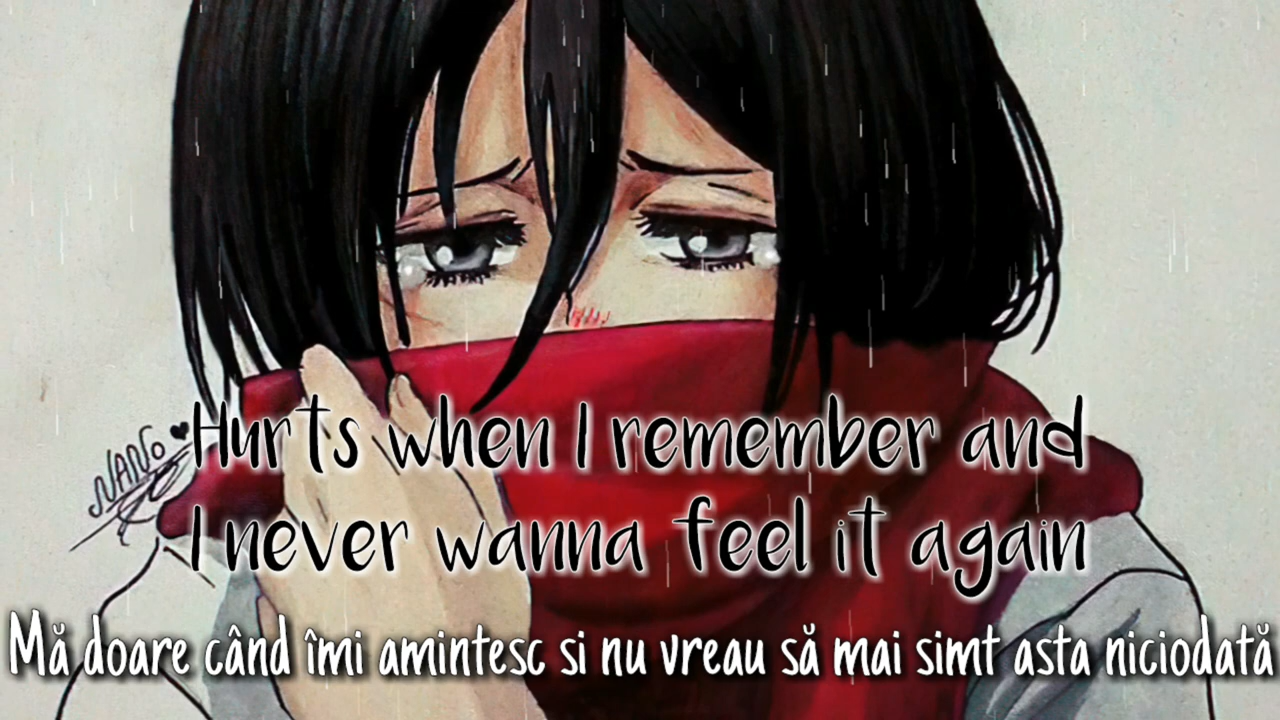 NANO
Hurts when I remember and
I never wanna feel it again
Mă doare când îmi amintesc si nu vreau să mai simt asta niciodată